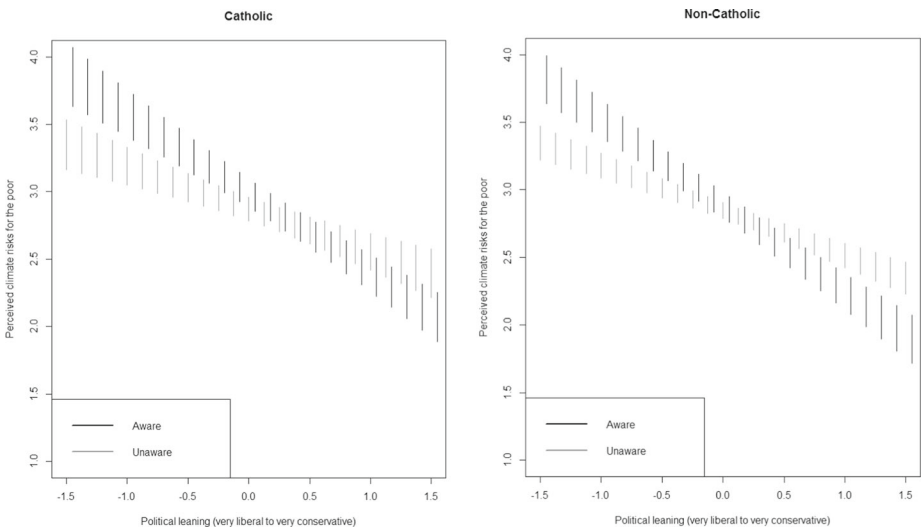 Catholic
Perceived climate risks for the poor
4.0
3.5
3.0
2.5
2.0
1.5
1.0
Aware
Unaware
-1.5 -1.0 -0.5 0.0 0.5 1.0 1.5
Political leaning (very liberal to very conservative)
Non-Catholic
Perceived climate risks for the poor
4.0
3.5
3.0
2.5
2.0
1.5
1.0
Aware
Unaware
-1.5 -1.0 -0.5 0.0 0.5 1.0 1.5
Political leaning (very liberal to very conservative)